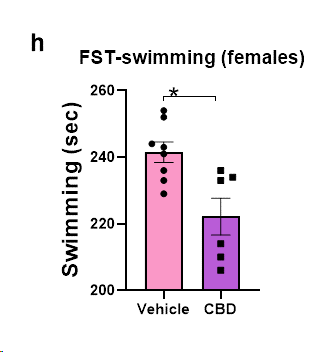 h
FST-swimming (females)
*
260
240
220
200
Swimming (sec)
Vehicle CBD